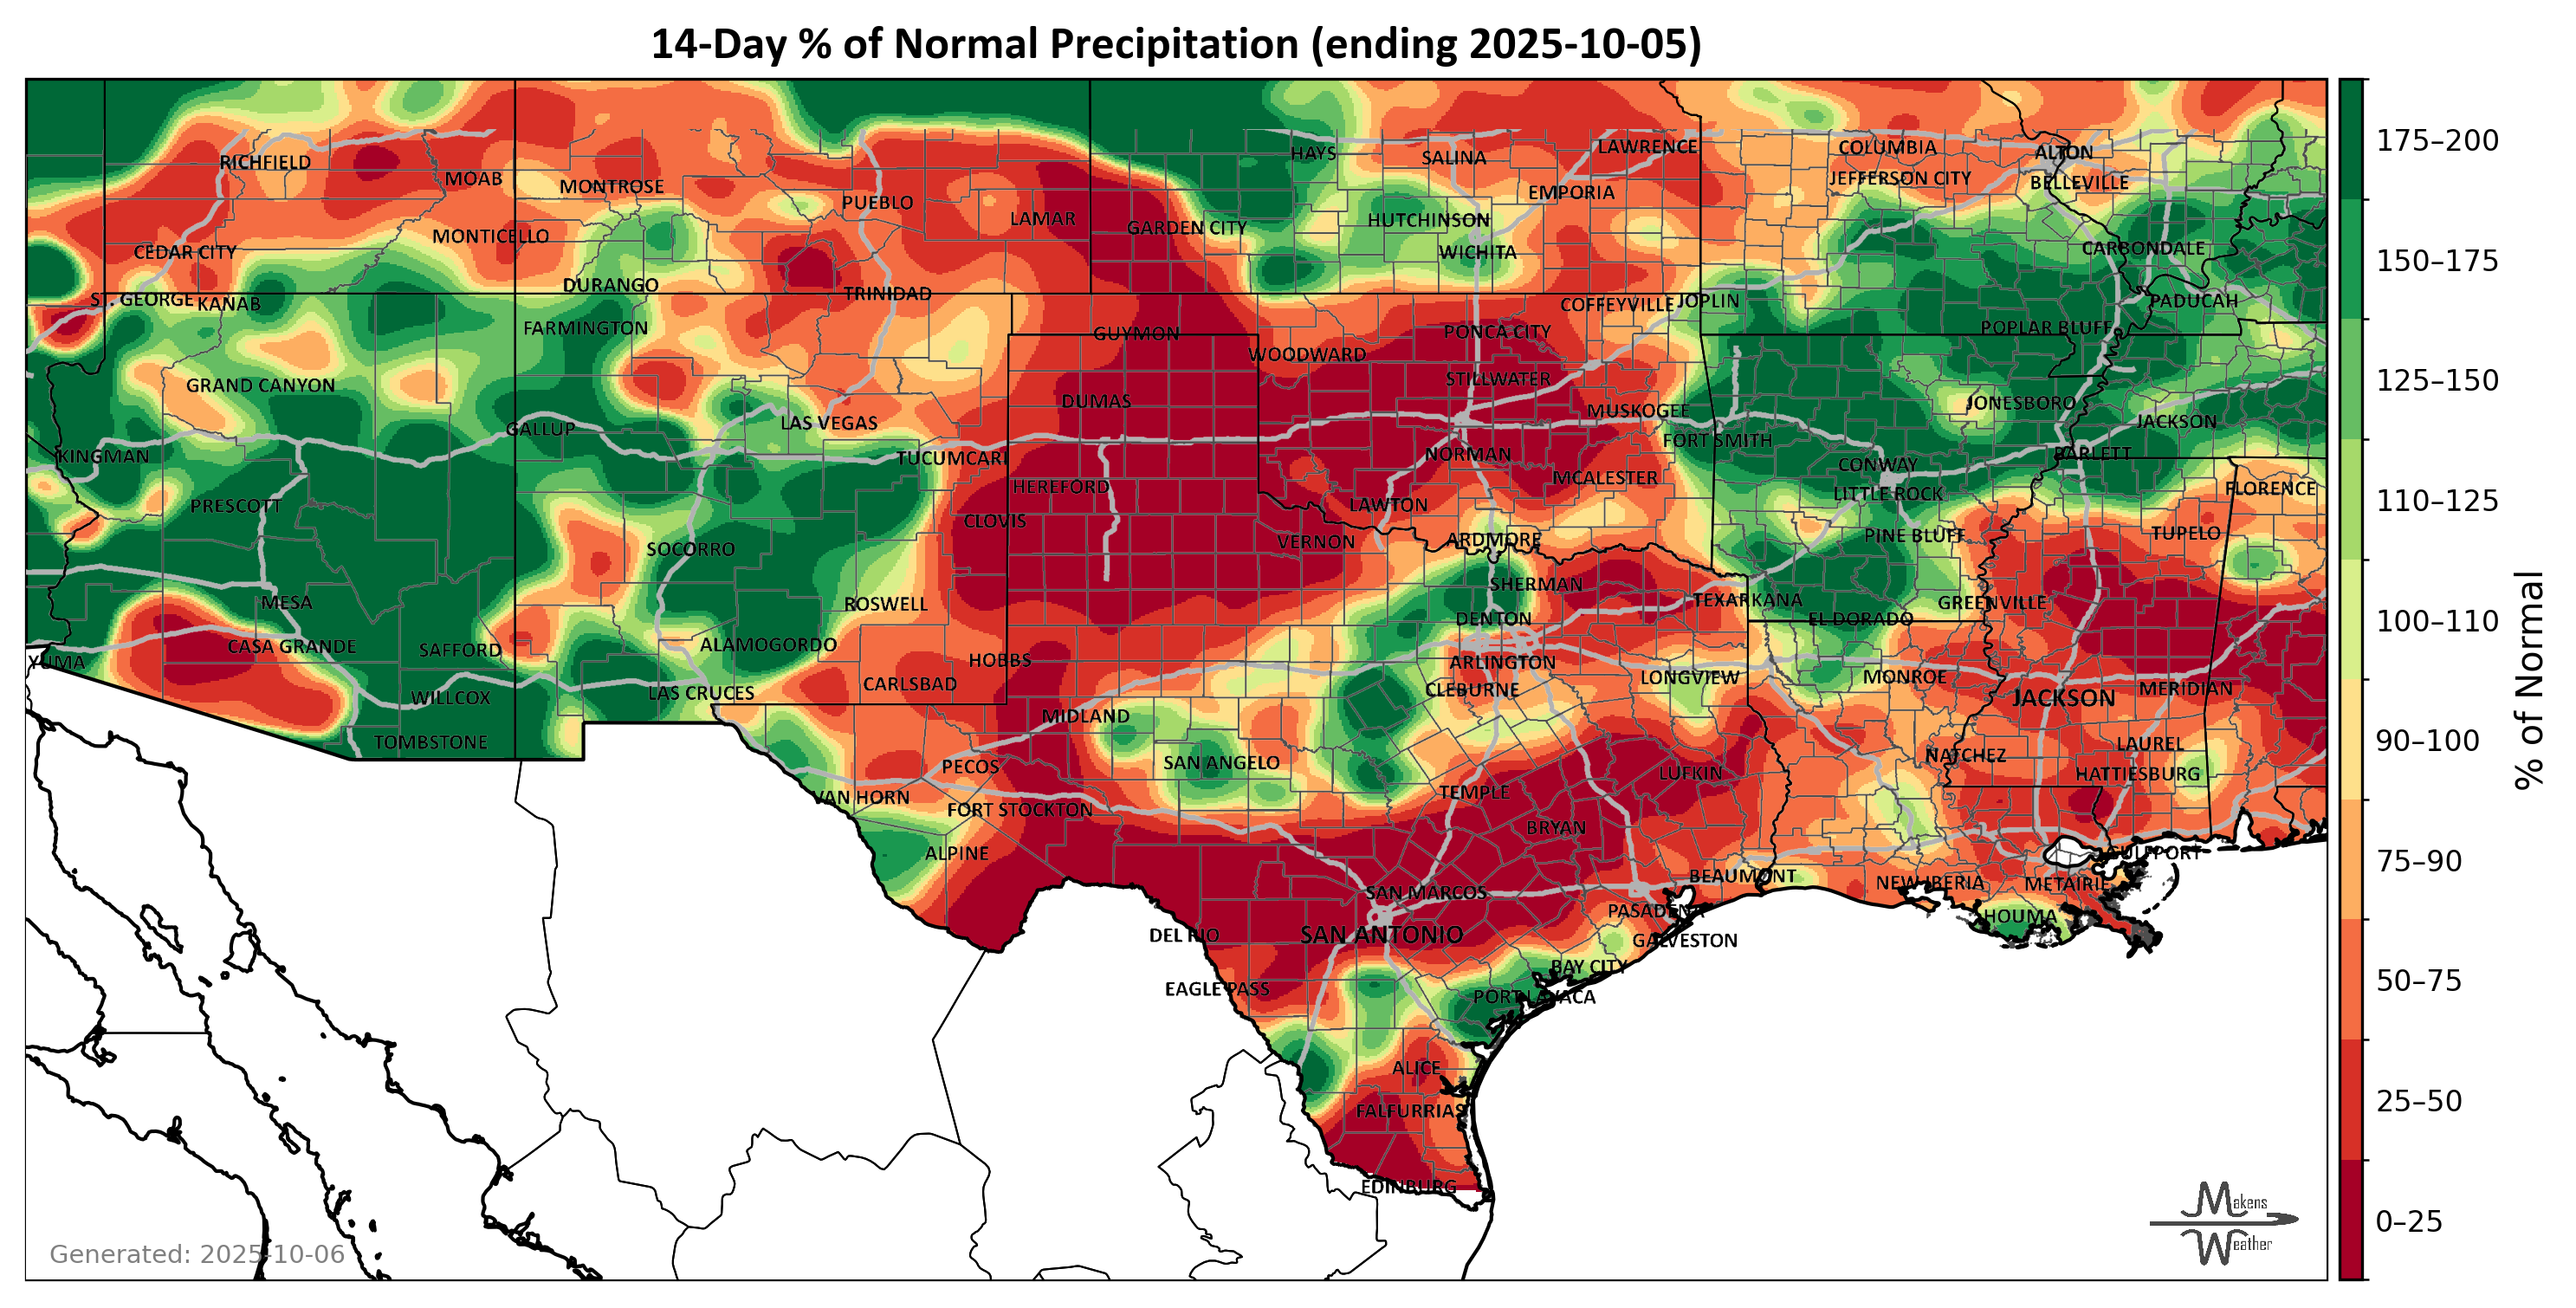 14-Day % of Normal Precipitation (ending 2025-10-05)
RICHFIELD
MOAB
MONTROSE
PUEBLO
LAMAR
HAYS
SALINA
LAWRENCE
COLUMBIA
ALTON
EMPORIA
JEFFERSON CITY
BELLEVILLE
CEDAR CITY
MONTICELLO
GARDEN CITY
HUTCHINSON
WICHITA
CARBONDALE
ST. GEORGE
KANAB
DURANGO
TRINIDAD
COFFEYVILLE
JOPLIN
PADUCAH
FARMINGTON
GUYMON
PONCA CITY
POPLAR BLUFF
WOODWARD
GRAND CANYON
STILLWATER
DUMAS
MUSKOGEE
JONESBORO
GALLUP
LAS VEGAS
FORT SMITH
JACKSON
KINGMAN
TUCUMCARI
NORMAN
CONWAY
BARLETT
PRESCOTT
HEREFORD
LAWTON
MCALESTER
LITTLE ROCK
FLORENCE
CLOVIS
SOCORRO
VERNON
ARDMORE
PINE BLUFF
TUPELO
MESA
ROSWELL
SHERMAN
TEXARKANA
GREENVILLE
CASA GRANDE
SAFFORD
ALAMOGORDO
DENTON
EL DORADO
YUMA
HOBBS
ARLINGTON
WILLCOX
LAS CRUCES
CARLSBAD
CLEBURNE
LONGVIEW
MONROE
JACKSON
MERIDIAN
TOMBSTONE
MIDLAND
PECOS
SAN ANGELO
LUFKIN
NATCHEZ
LAUREL
HATTIESBURG
VAN HORN
FORT STOCKTON
TEMPLE
BRYAN
ALPINE
GULFPORT
SAN MARCOS
BEAUMONT
NEW IBERIA
METAIRIE
DEL RIO
SAN ANTONIO
PASADENA
GALVESTON
HOUMA
EAGLE PASS
BAY CITY
PORT LAVACA
ALICE
FALFURRIAS
EDINBURG
175–200
150–175
125–150
110–125
100–110
90–100
75–90
50–75
25–50
0–25
% of Normal
Makens
Weather
Generated: 2025-10-06